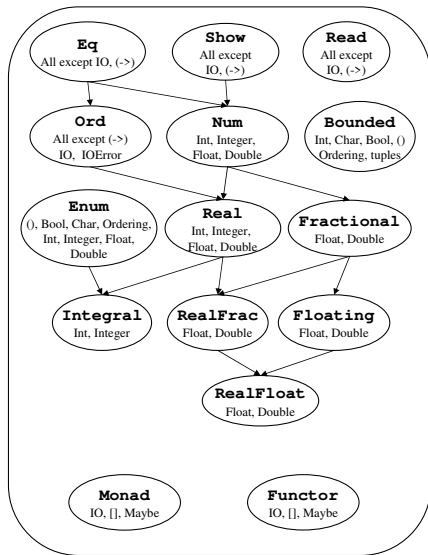 Eq
All except IO, (->)
Show
All except
IO, (->)
Read
All except
IO, (->)
Ord
All except (->)
IO, IOError
Num
Int, Integer,
Float, Double
Bounded
Int, Char, Bool, ()
Ordering, tuples
Enum
(), Bool, Char, Ordering,
Int, Integer, Float,
Double
Real
Int, Integer,
Float, Double
Fractional
Float, Double
Integral
Int, Integer
RealFrac
Float, Double
Floating
Float, Double
RealFloat
Float, Double
Monad
IO, [], Maybe
Functor
IO, [], Maybe